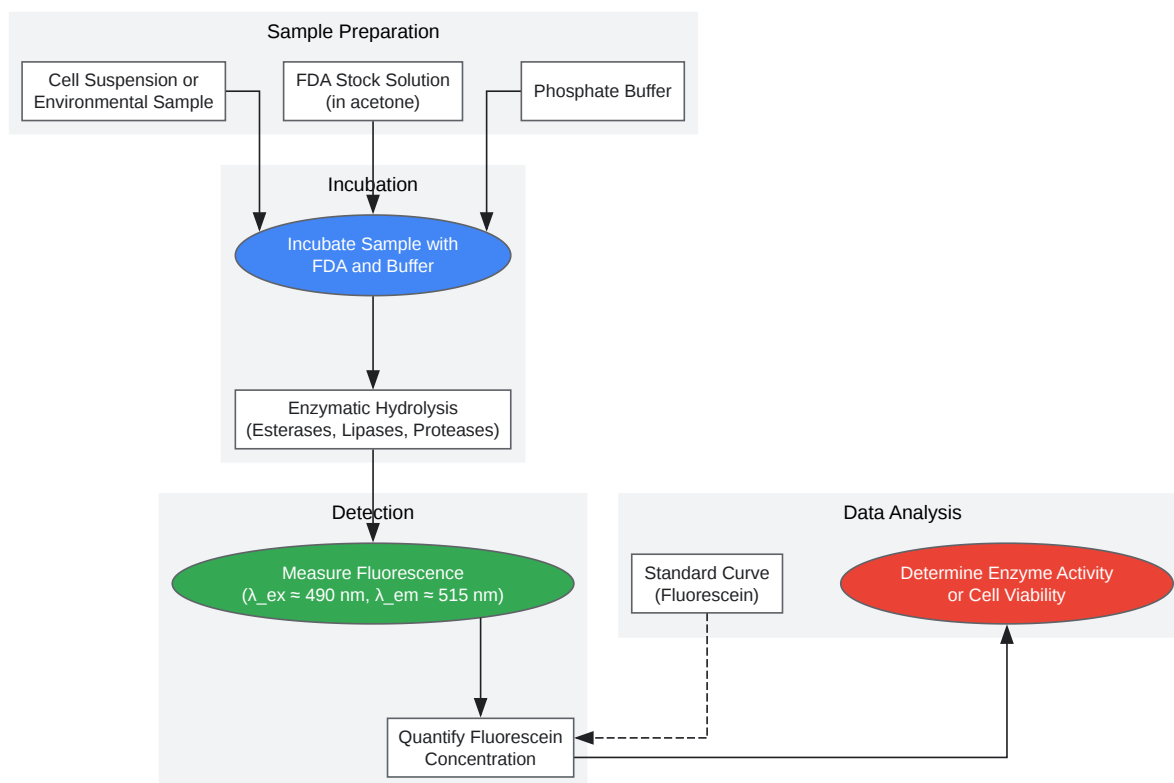 Sample Preparation
Cell Suspension or
Environmental Sample
FDA Stock Solution
(in acetone)
Phosphate Buffer
Incubation
Incubate Sample with
FDA and Buffer
Enzymatic Hydrolysis
(Esterases, Lipases, Proteases)
Detection
Measure Fluorescence
(λ_ex ≈ 490 nm, λ_em ≈ 515 nm)
Quantify Fluorescein
Concentration
Data Analysis
Standard Curve
(Fluorescein)
Determine Enzyme Activity
or Cell Viability